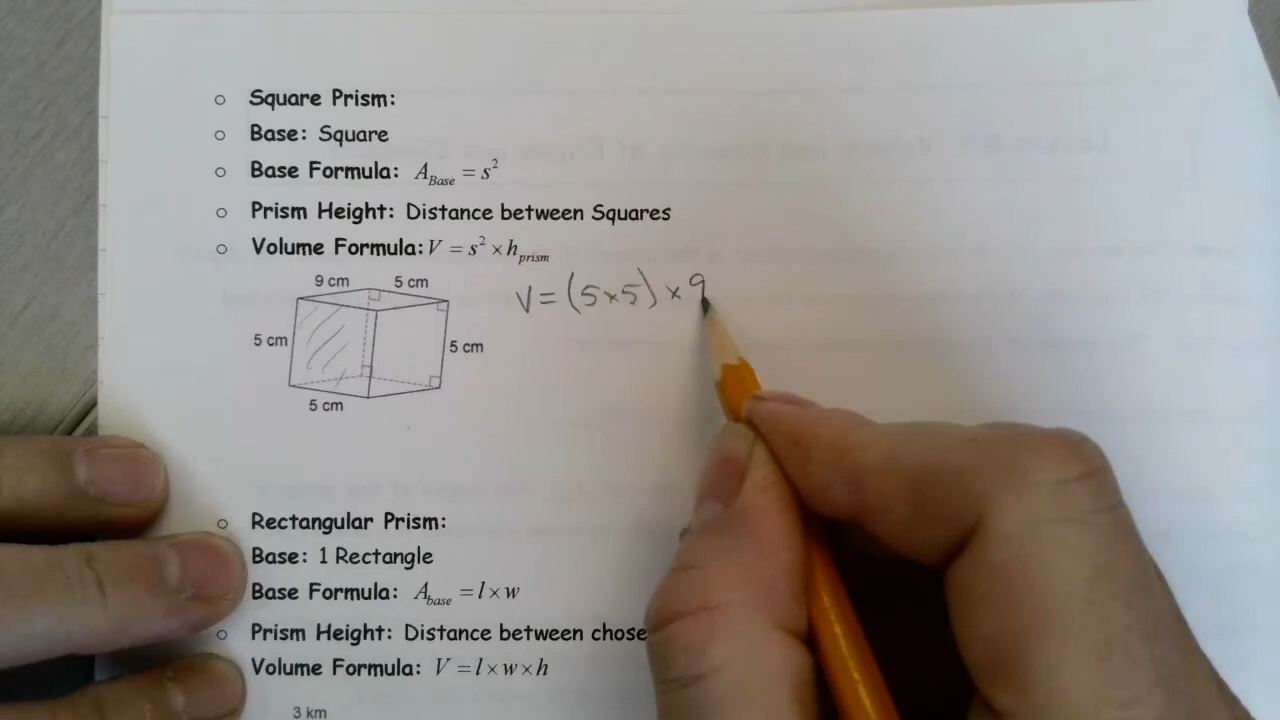 ○ Square Prism:
○ Base: Square
○ Base Formula: A_Base = s²
○ Prism Height: Distance between Squares
○ Volume Formula: V = s² × h_prism
9 cm 5 cm
V = (5×5) × 9
5 cm 5 cm
5 cm
○ Rectangular Prism:
Base: 1 Rectangle
Base Formula: A_base = l × w
○ Prism Height: Distance between chose
Volume Formula: V = l × w × h
3 km